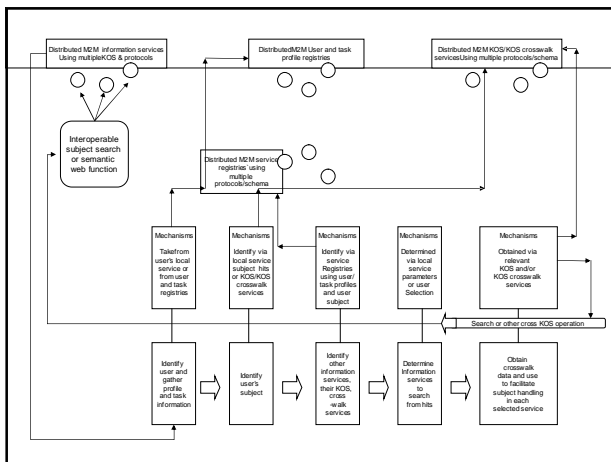 Distributed M2M information services
Using multipleKOS & protocols
DistributedM2M User and task
profile registries
Distributed M2M KOS/KOS crosswalk
servicesUsing multiple protocols/schema
Interoperable
subject search
or semantic
web function
Distributed M2M service
registries using
multiple
protocols/schema
Mechanisms
Takefrom
user's local
service or
from user
and task
registries
Mechanisms
Identify via
local service
subject hits
or KOS/KOS
crosswalk
services
Mechanisms
Identify via
service
Registries
using user/
task profiles
and user
subject
Mechanisms
Determined
via local
service
parameters
or user
Selection
Mechanisms
Obtained via
relevant
KOS and/or
KOS crosswalk
services
Search or other cross KOS operation
Identify
user and
gather
profile
and task
information
Identify
user's
subject
Identify
other
information
services,
their KOS,
cross
-walk
services
Determine
Information
services
to
search
from hits
Obtain
crosswalk
data and use
to facilitate
subject handling
in each
selected service